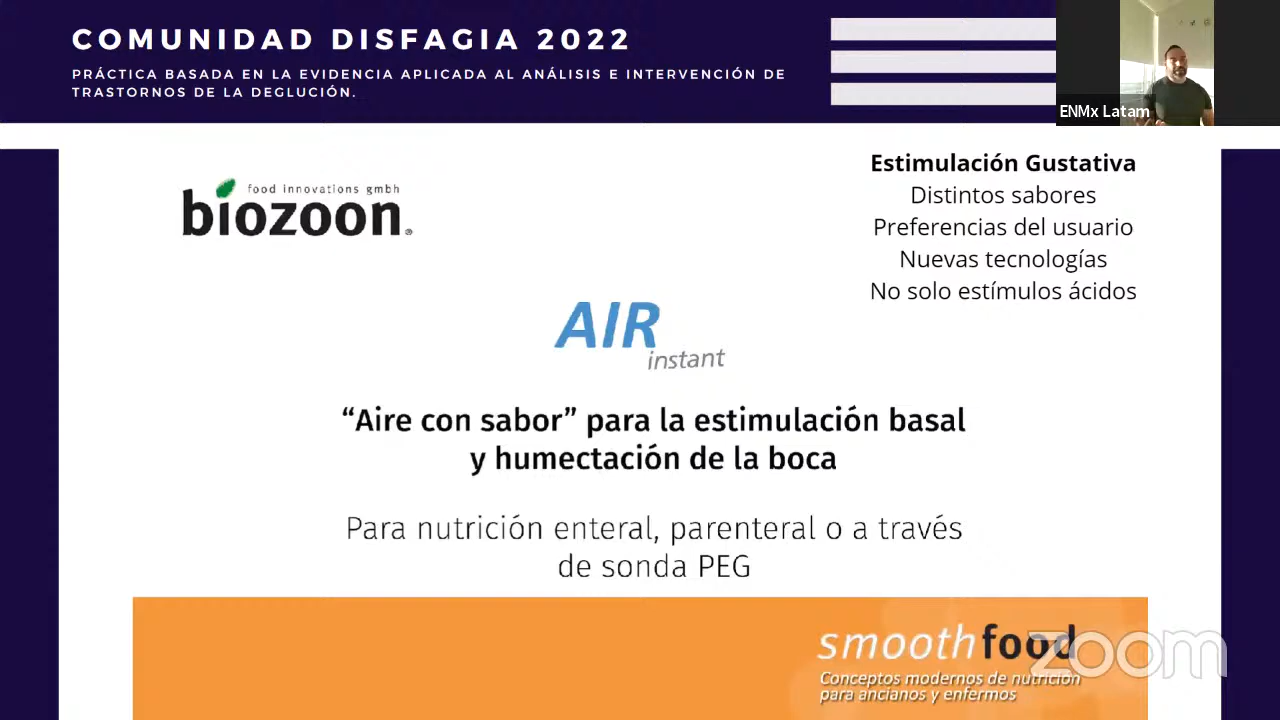 COMUNIDAD DISFAGIA 2022
PRÁCTICA BASADA EN LA EVIDENCIA APLICADA AL ANÁLISIS E INTERVENCIÓN DE
TRASTORNOS DE LA DEGLUCIÓN.
ENMx Latam
food innovations gmbh
biozoon®
Estimulación Gustativa
Distintos sabores
Preferencias del usuario
Nuevas tecnologías
No solo estímulos ácidos
AIR
instant
“Aire con sabor” para la estimulación basal
y humectación de la boca
Para nutrición enteral, parenteral o a través
de sonda PEG
smoothfood
zoom
Conceptos modernos de nutrición
para ancianos y enfermos